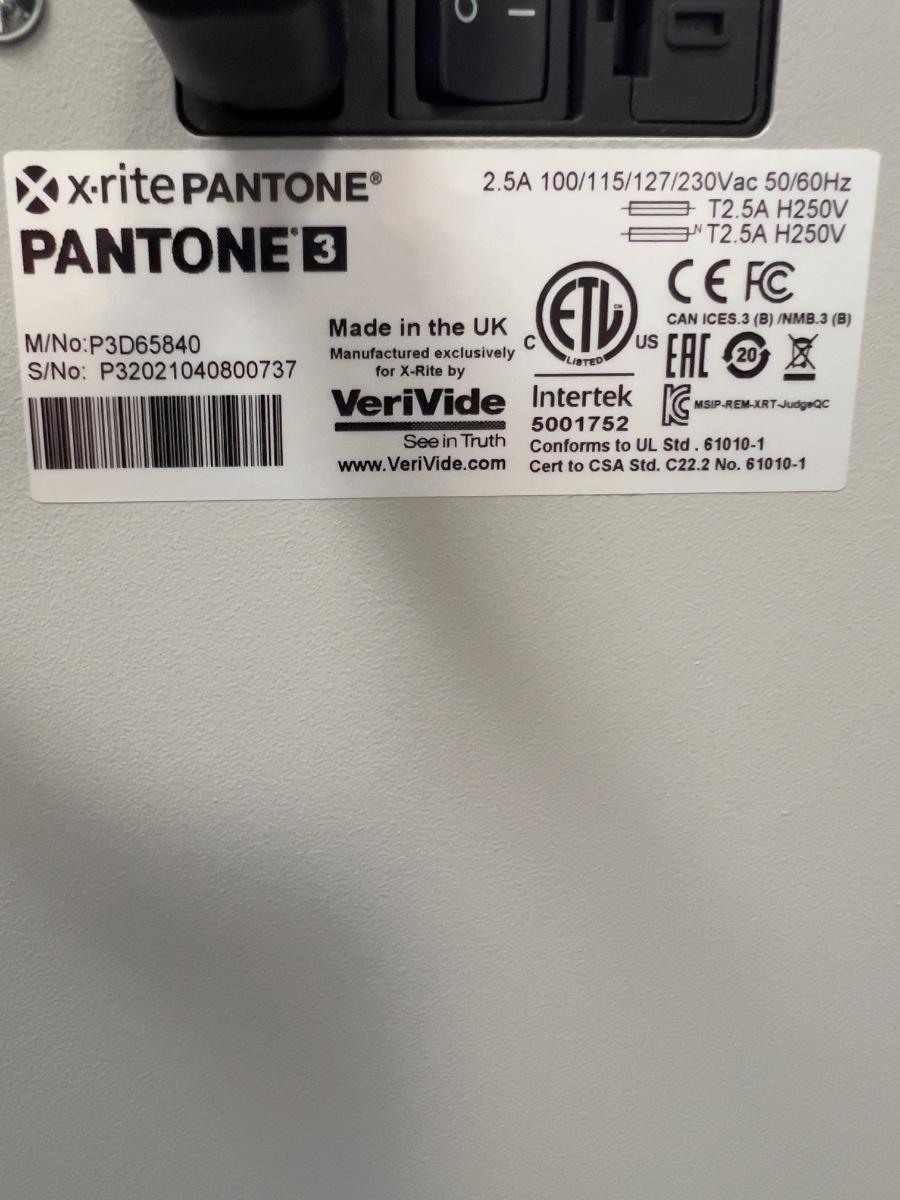 O I
x·rite PANTONE®
PANTONE® 3
M/No:P3D65840
S/No: P32021040800737
Made in the UK
Manufactured exclusively
for X-Rite by
VeriVide
See in Truth
www.VeriVide.com
2.5A 100/115/127/230Vac 50/60Hz
T2.5A H250V
N T2.5A H250V
C ETL CM LISTED US
Intertek
5001752
Conforms to UL Std . 61010-1
Cert to CSA Std. C22.2 No. 61010-1
CE FC
CAN ICES.3 (B) /NMB.3 (B)
EAC 20
MSIP-REM-XRT-JudgeQC